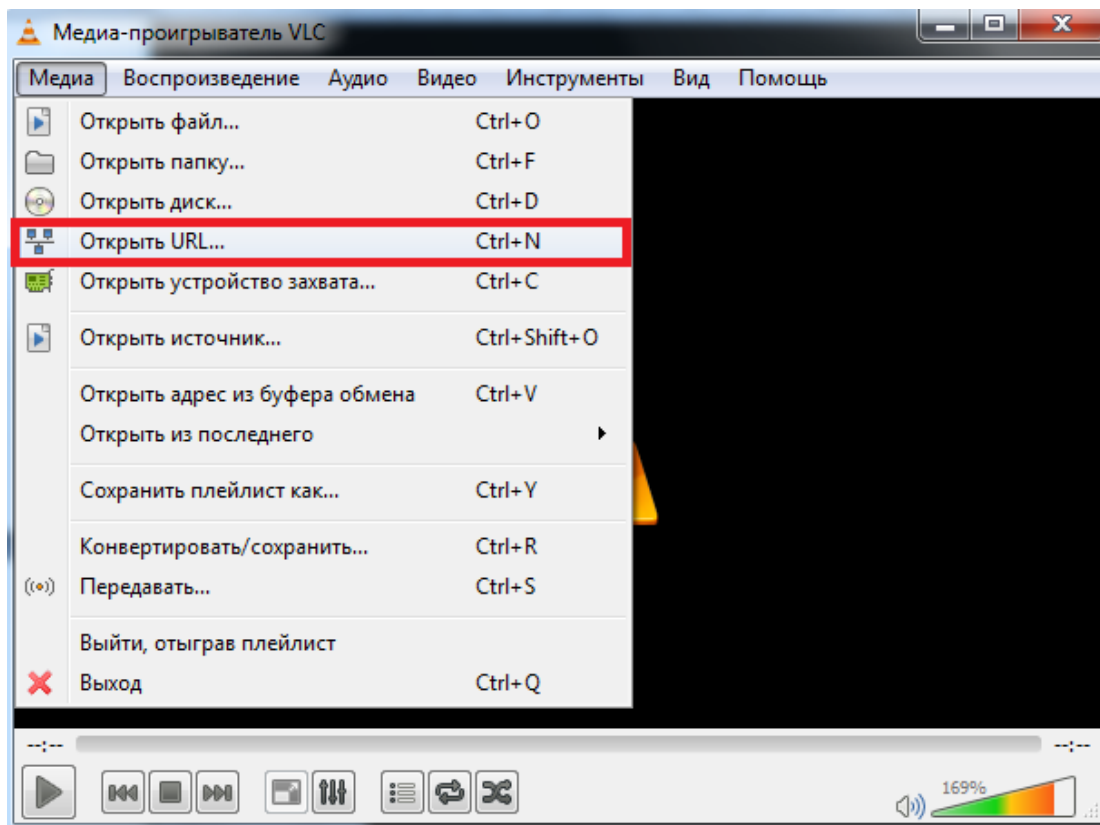 Медиа-проигрыватель VLC
Медиа Воспроизведение Аудио Видео Инструменты Вид Помощь
Открыть файл... Ctrl+O
Открыть папку... Ctrl+F
Открыть диск... Ctrl+D
Открыть URL... Ctrl+N
Открыть устройство захвата... Ctrl+C
Открыть источник... Ctrl+Shift+O
Открыть адрес из буфера обмена Ctrl+V
Открыть из последнего
Сохранить плейлист как... Ctrl+Y
Конвертировать/сохранить... Ctrl+R
Передавать... Ctrl+S
Выйти, отыграв плейлист
Выход Ctrl+Q
--:-- --:--
169%